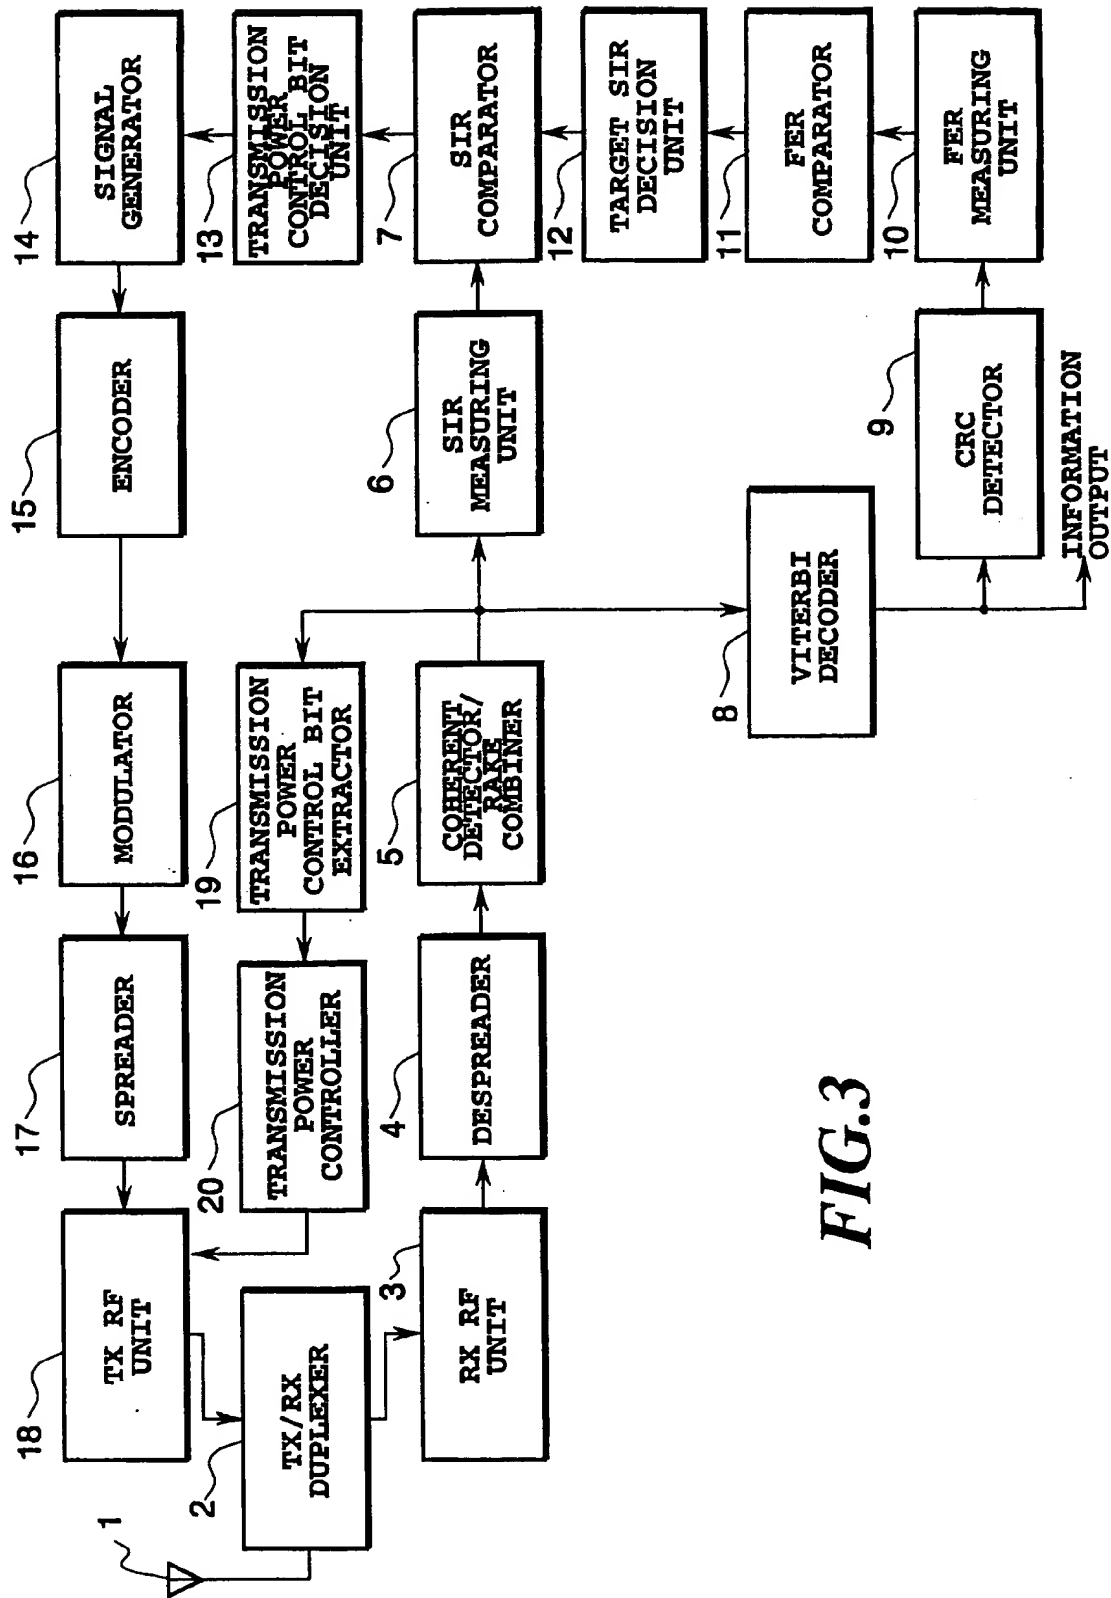 1
2
TX/RX
DUPLEXER
18
TX RF
UNIT
17
SPREADER
16
MODULATOR
15
ENCODER
14
SIGNAL
GENERATOR
20
TRANSMISSION
POWER
CONTROLLER
19
TRANSMISSION
POWER
CONTROL BIT
EXTRACTOR
13
TRANSMISSION
POWER
CONTROL BIT
DECISION
UNIT
3
RX RF
UNIT
4
DESPREADER
5
COHERENT
DETECTOR/
RAKE
COMBINER
6
SIR
MEASURING
UNIT
7
SIR
COMPARATOR
12
TARGET SIR
DECISION
UNIT
8
VITERBI
DECODER
11
FER
COMPARATOR
9
CRC
DETECTOR
10
FER
MEASURING
UNIT
INFORMATION
OUTPUT
FIG.3